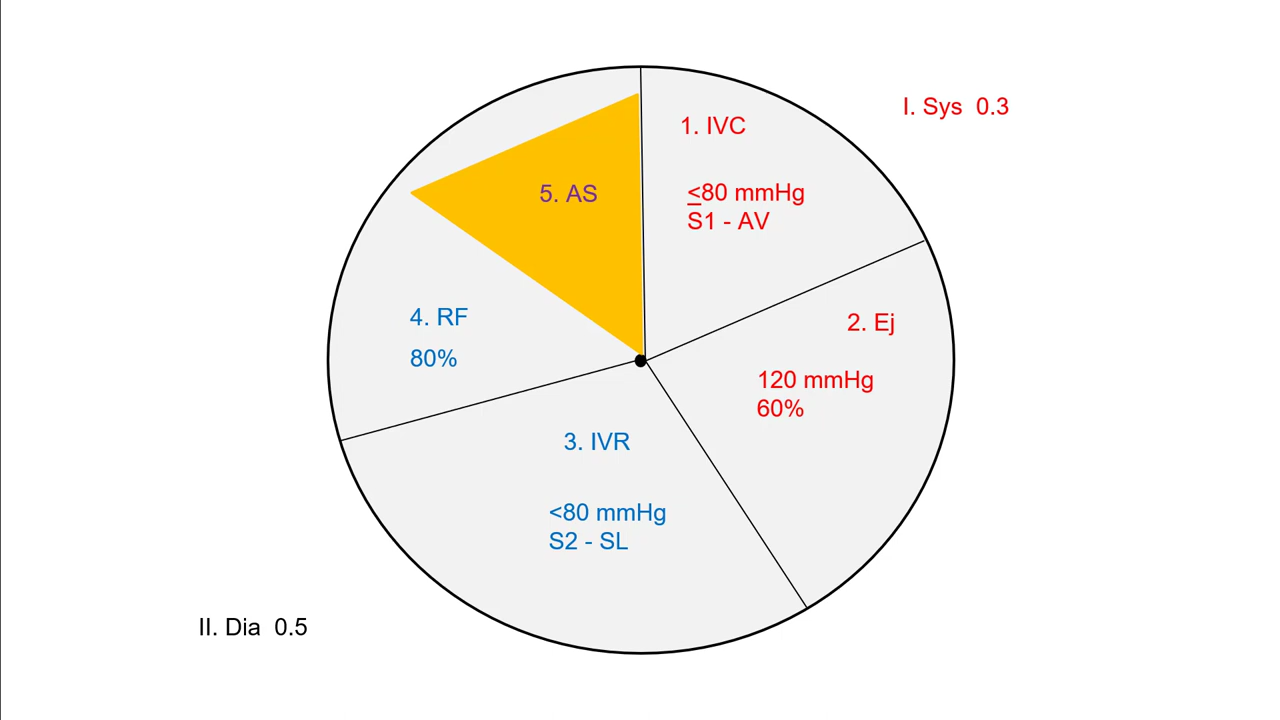 I. Sys 0.3
1. IVC
<80 mmHg
S1 - AV
2. Ej
120 mmHg
60%
3. IVR
<80 mmHg
S2 - SL
4. RF
80%
5. AS
II. Dia 0.5